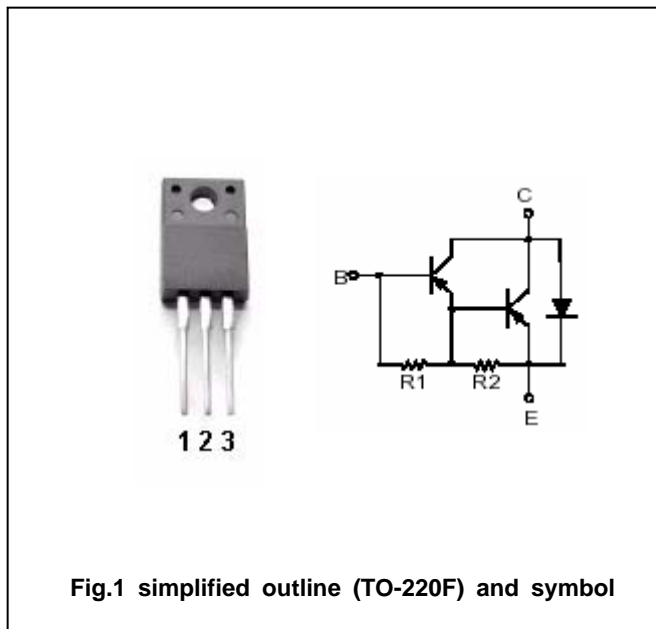 C
B
R1 R2
E
1 2 3
Fig.1 simplified outline (TO-220F) and symbol